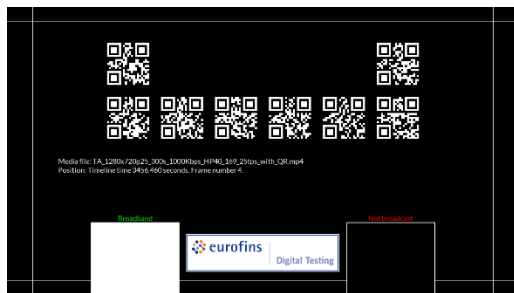 Media file: TA_1280x720p25_300s_1000Kbps_HP40_169_25fps_with_QR.mp4
Position: Timeline time 3456.460 seconds. Frame number 4.
Broadband
Not broadcast
eurofins
Digital Testing